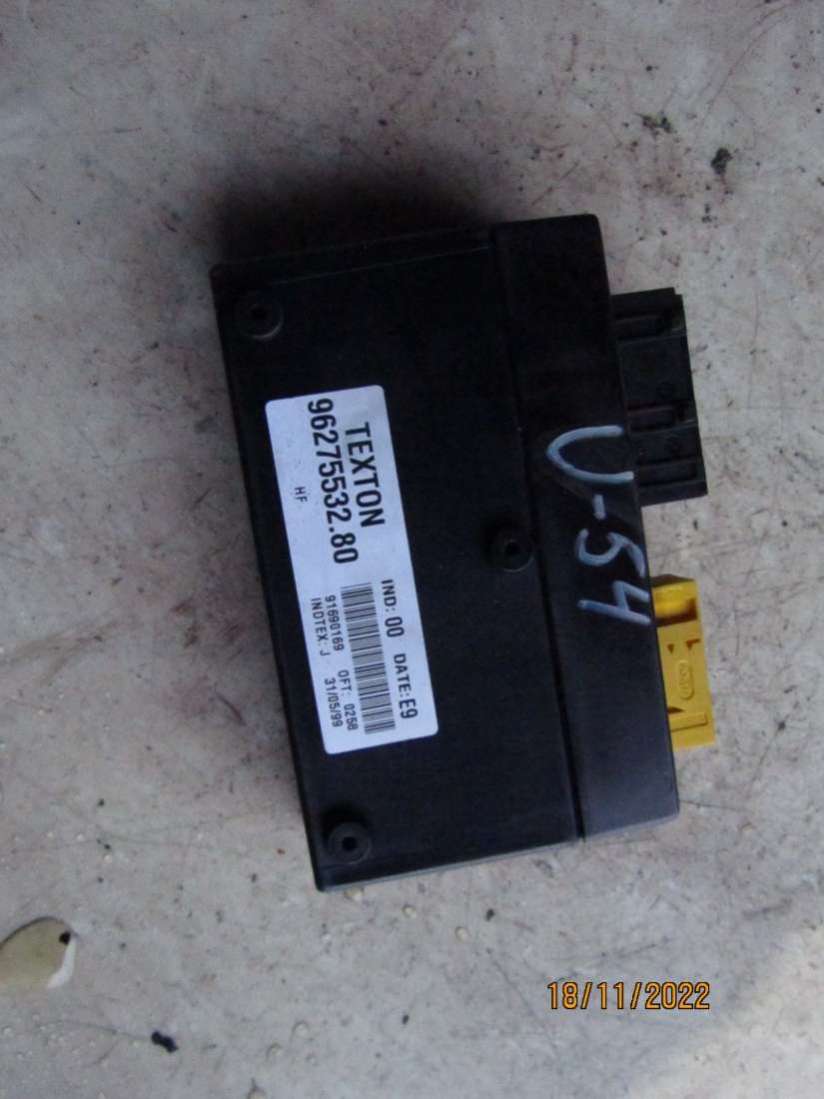 TEXTON
96275532.80
HF
IND: 00 DATE: E9
91690169 OFT: 0258
INDTEX: J 31/05/99
U-54
18/11/2022